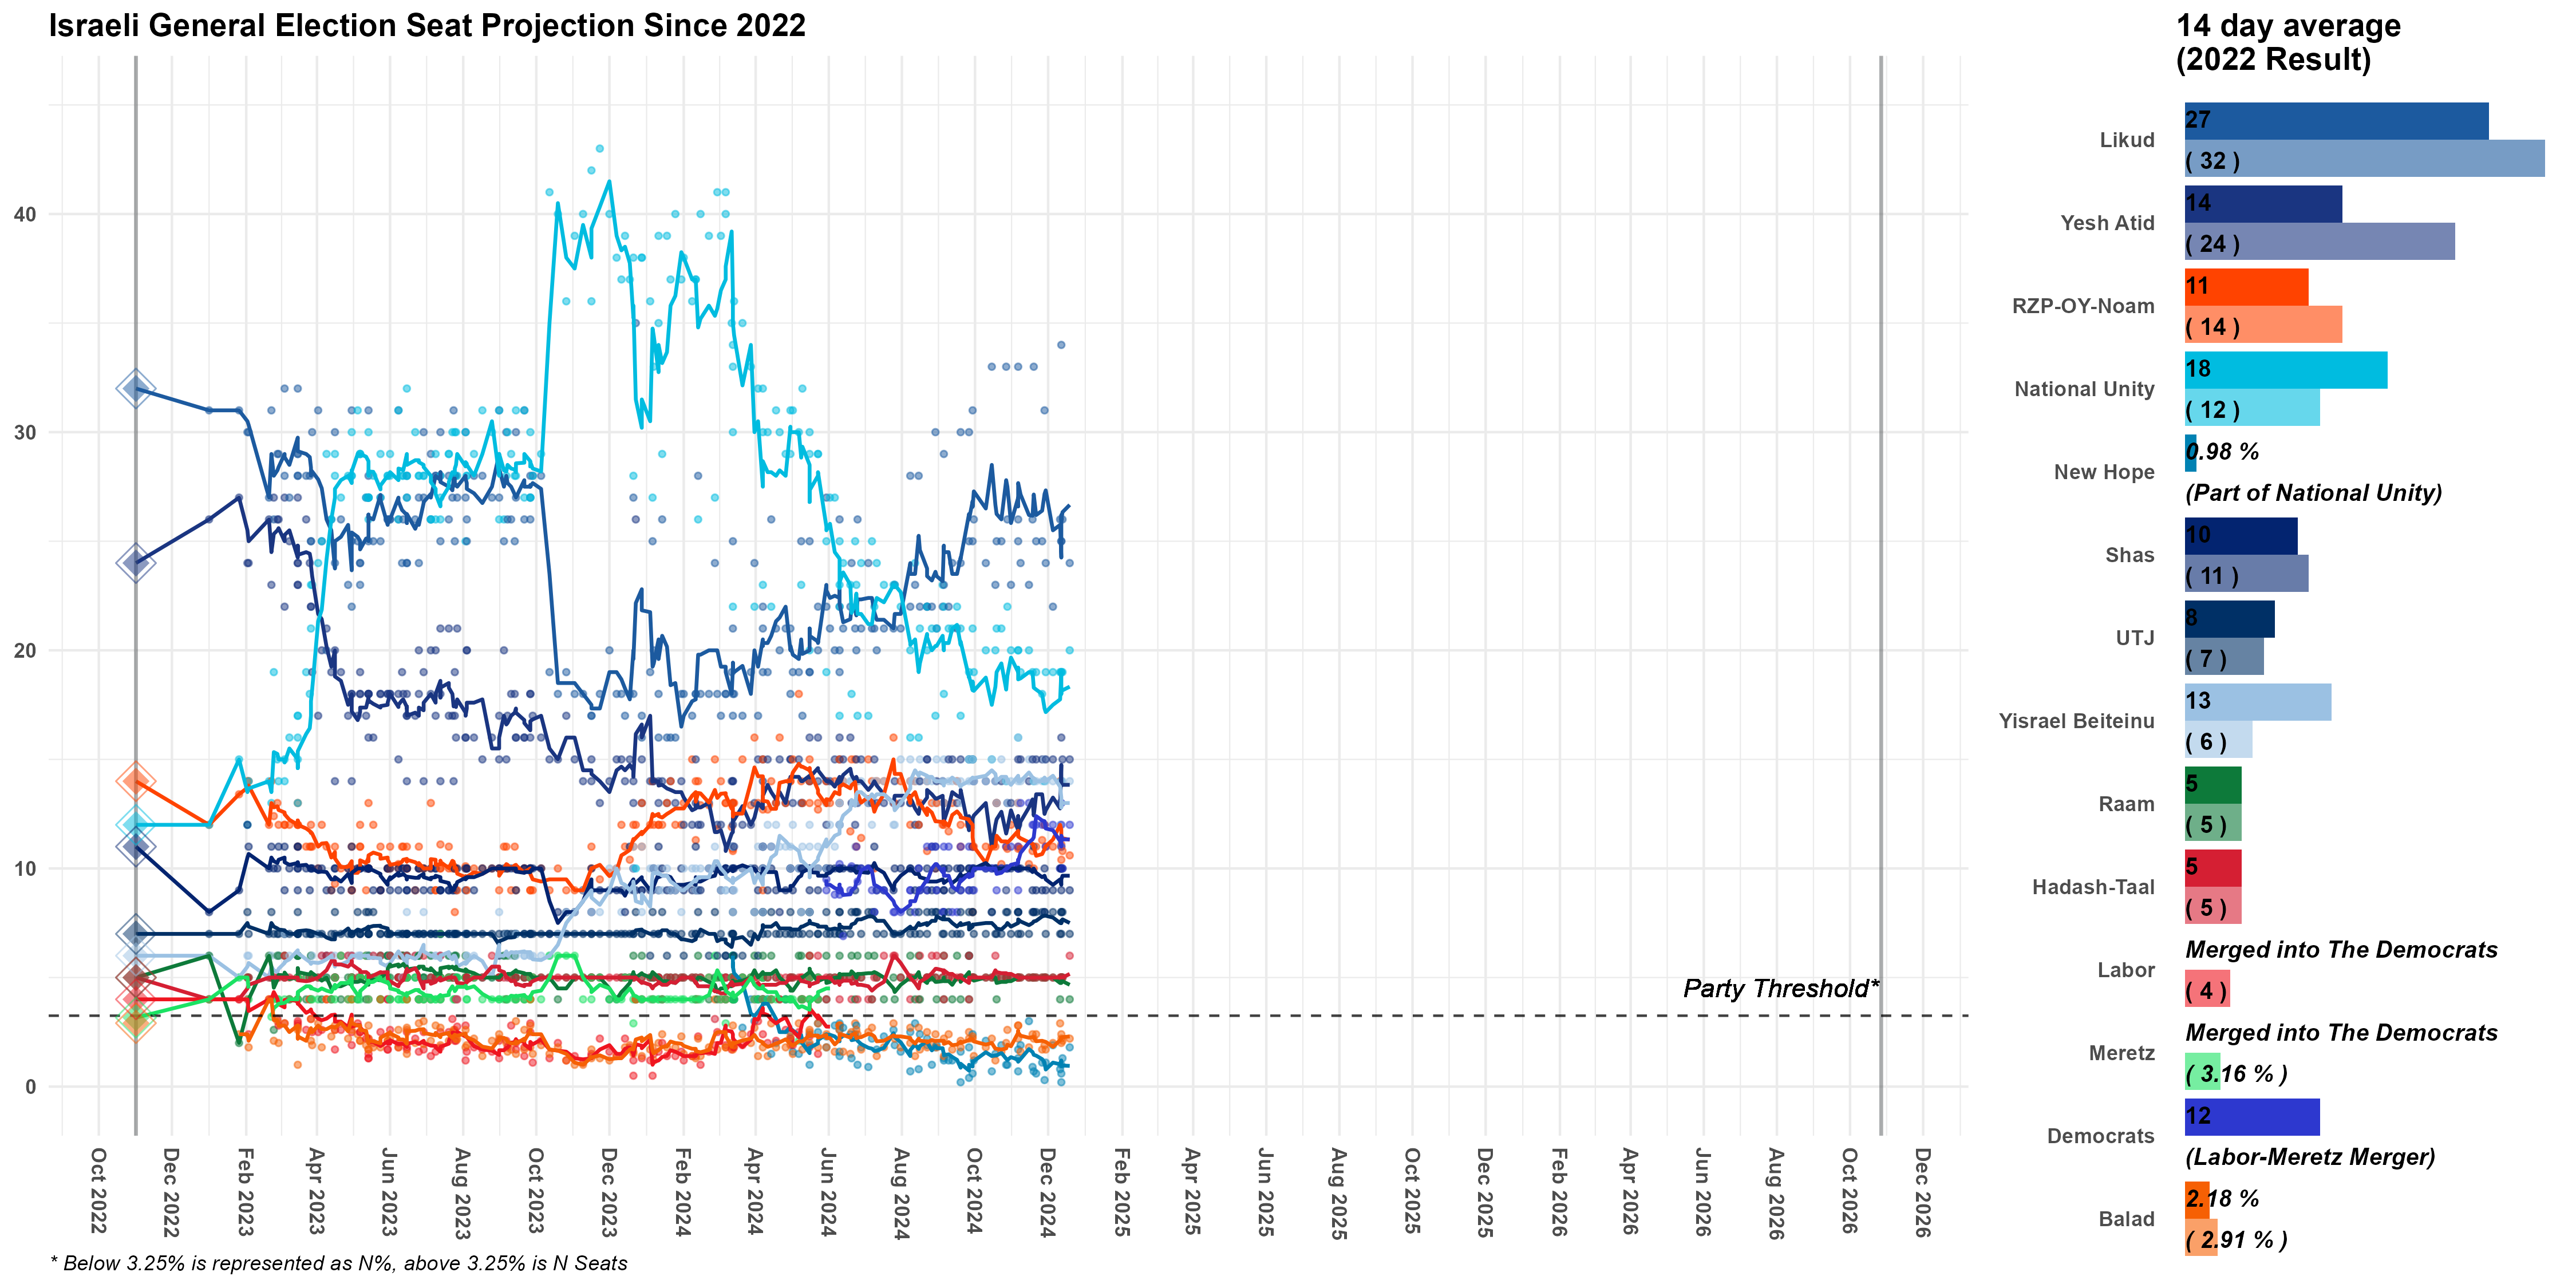 Israeli General Election Seat Projection Since 2022
14 day average
(2022 Result)
40
30
20
10
0
Party Threshold*
Oct 2022
Dec 2022
Feb 2023
Apr 2023
Jun 2023
Aug 2023
Oct 2023
Dec 2023
Feb 2024
Apr 2024
Jun 2024
Aug 2024
Oct 2024
Dec 2024
Feb 2025
Apr 2025
Jun 2025
Aug 2025
Oct 2025
Dec 2025
Feb 2026
Apr 2026
Jun 2026
Aug 2026
Oct 2026
Dec 2026
* Below 3.25% is represented as N%, above 3.25% is N Seats
Likud
27
( 32 )
Yesh Atid
14
( 24 )
RZP-OY-Noam
11
( 14 )
National Unity
18
( 12 )
New Hope
0.98 %
(Part of National Unity)
Shas
10
( 11 )
UTJ
8
( 7 )
Yisrael Beiteinu
13
( 6 )
Raam
5
( 5 )
Hadash-Taal
5
( 5 )
Labor
Merged into The Democrats
( 4 )
Meretz
Merged into The Democrats
( 3.16 % )
Democrats
12
(Labor-Meretz Merger)
Balad
2.18 %
( 2.91 % )